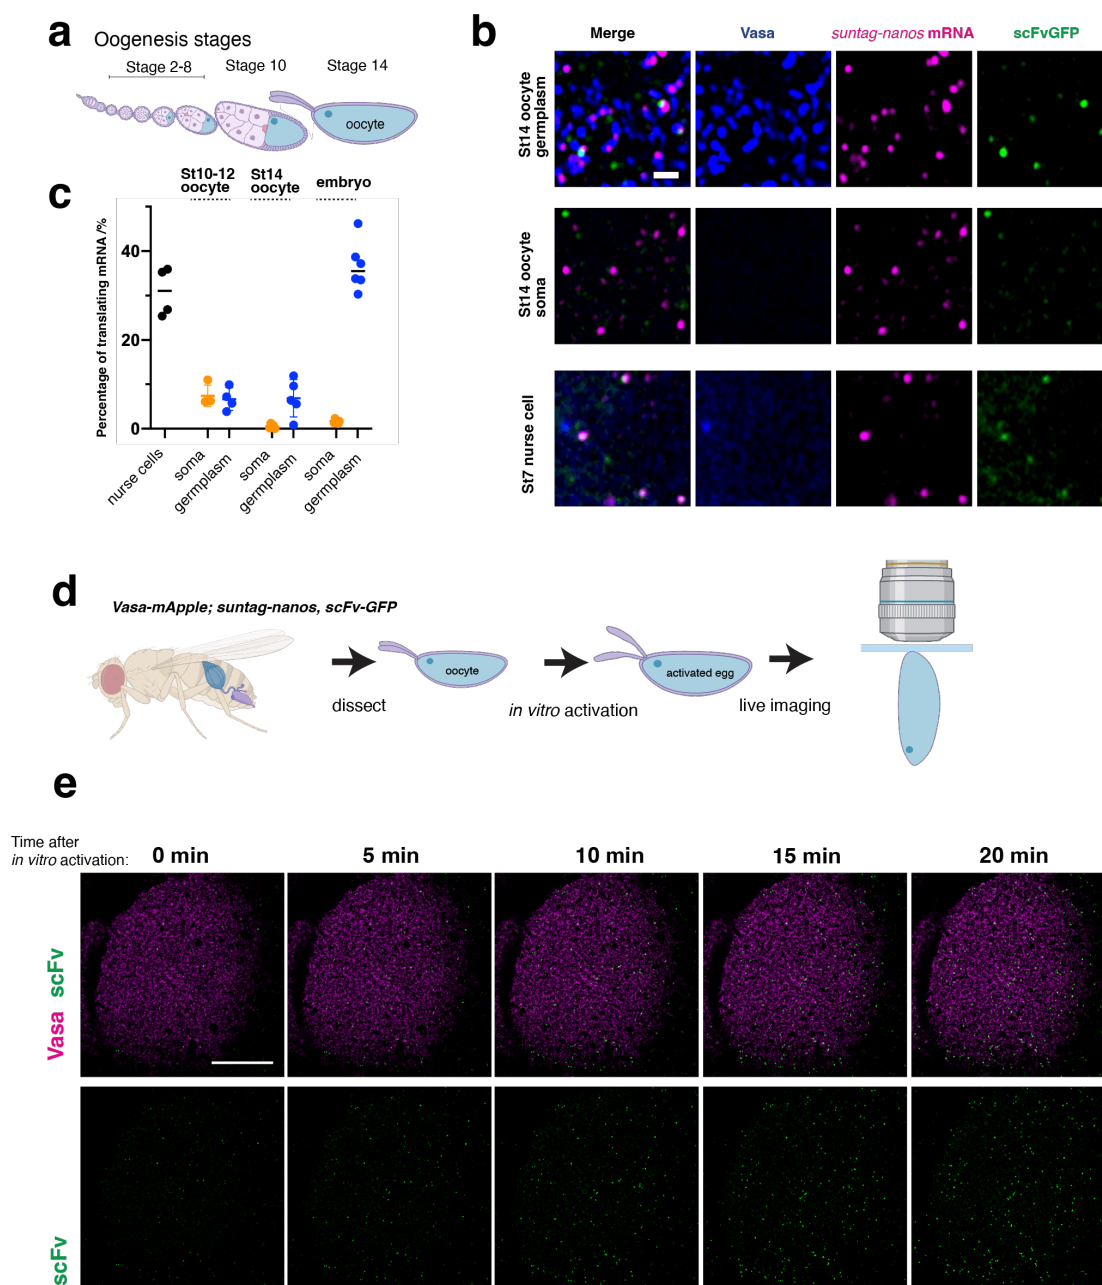 a
Oogenesis stages
Stage 2-8
Stage 10
Stage 14
oocyte
b
Merge
Vasa
suntag-nanos mRNA
scFvGFP
St14 oocyte
germplasm
St14 oocyte
soma
St7 nurse cell
c
St10-12
oocyte
St14
oocyte
embryo
Percentage of translating mRNA /%
40
20
0
nurse cells
soma
germplasm
soma
germplasm
soma
germplasm
d
Vasa-mApple; suntag-nanos, scFv-GFP
dissect
oocyte
in vitro activation
activated egg
live imaging
e
Time after
in vitro activation:
0 min
5 min
10 min
15 min
20 min
Vasa scFv
scFv